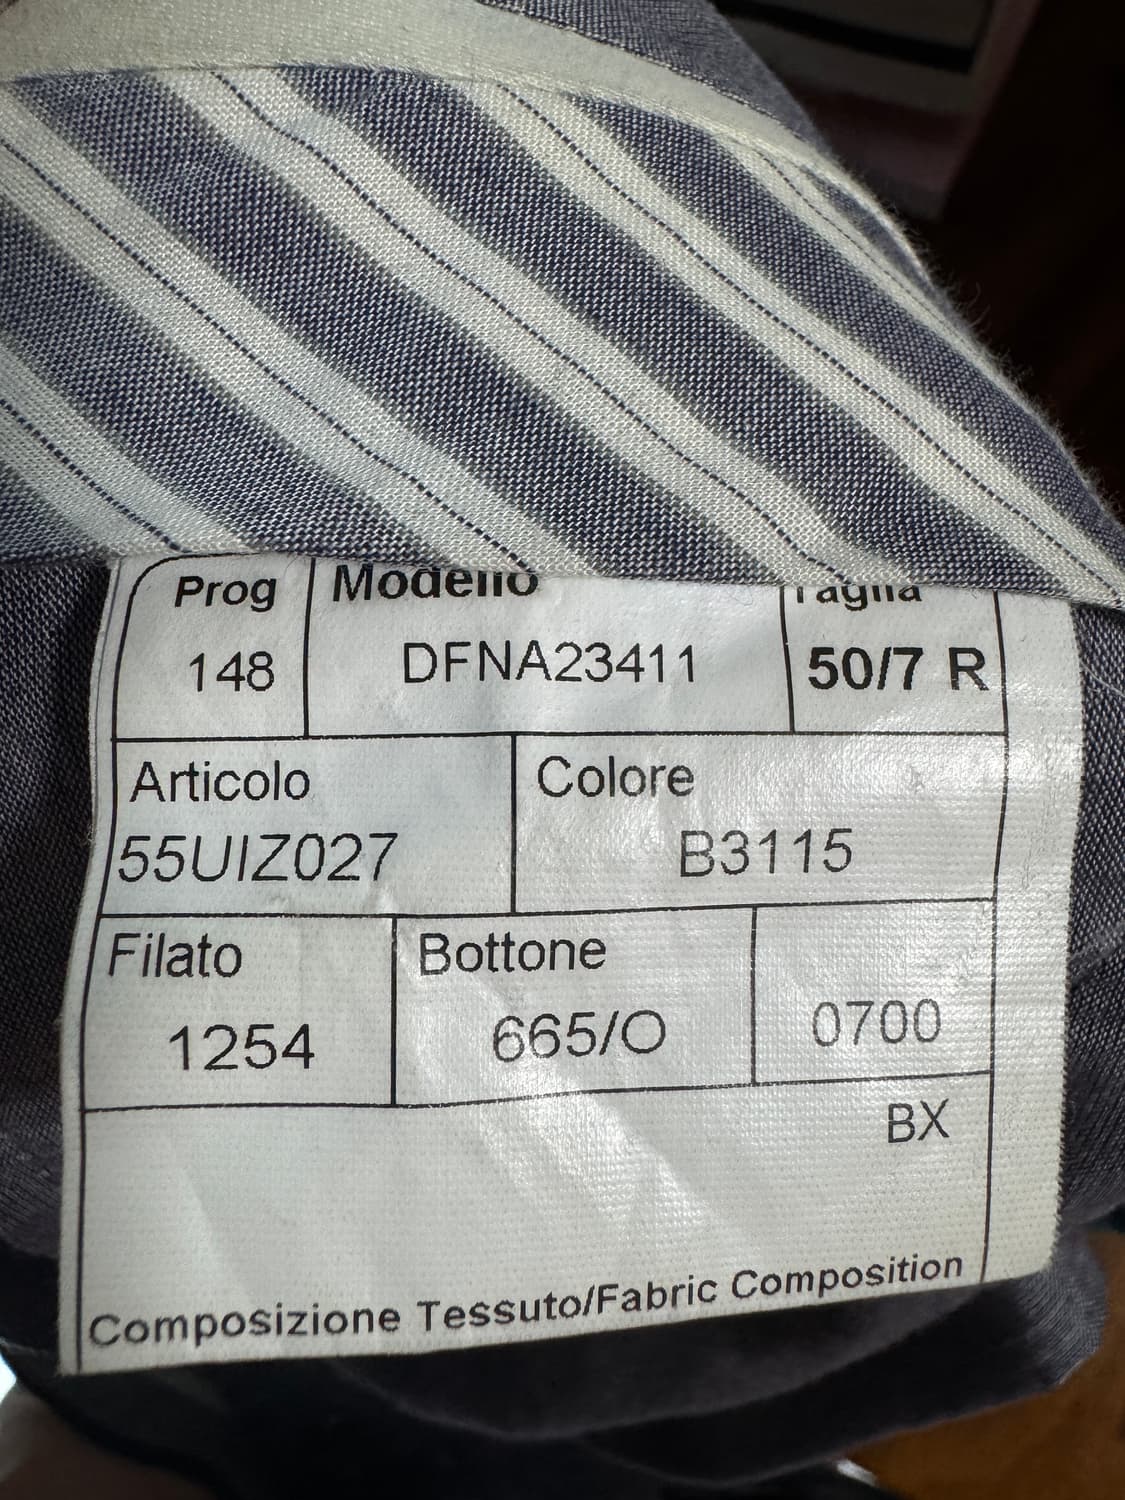 Prog Modello Taglia
148 DFNA23411 50/7 R
Articolo Colore
55UIZ027 B3115
Filato Bottone
1254 665/O 0700
BX
Composizione Tessuto/Fabric Composition